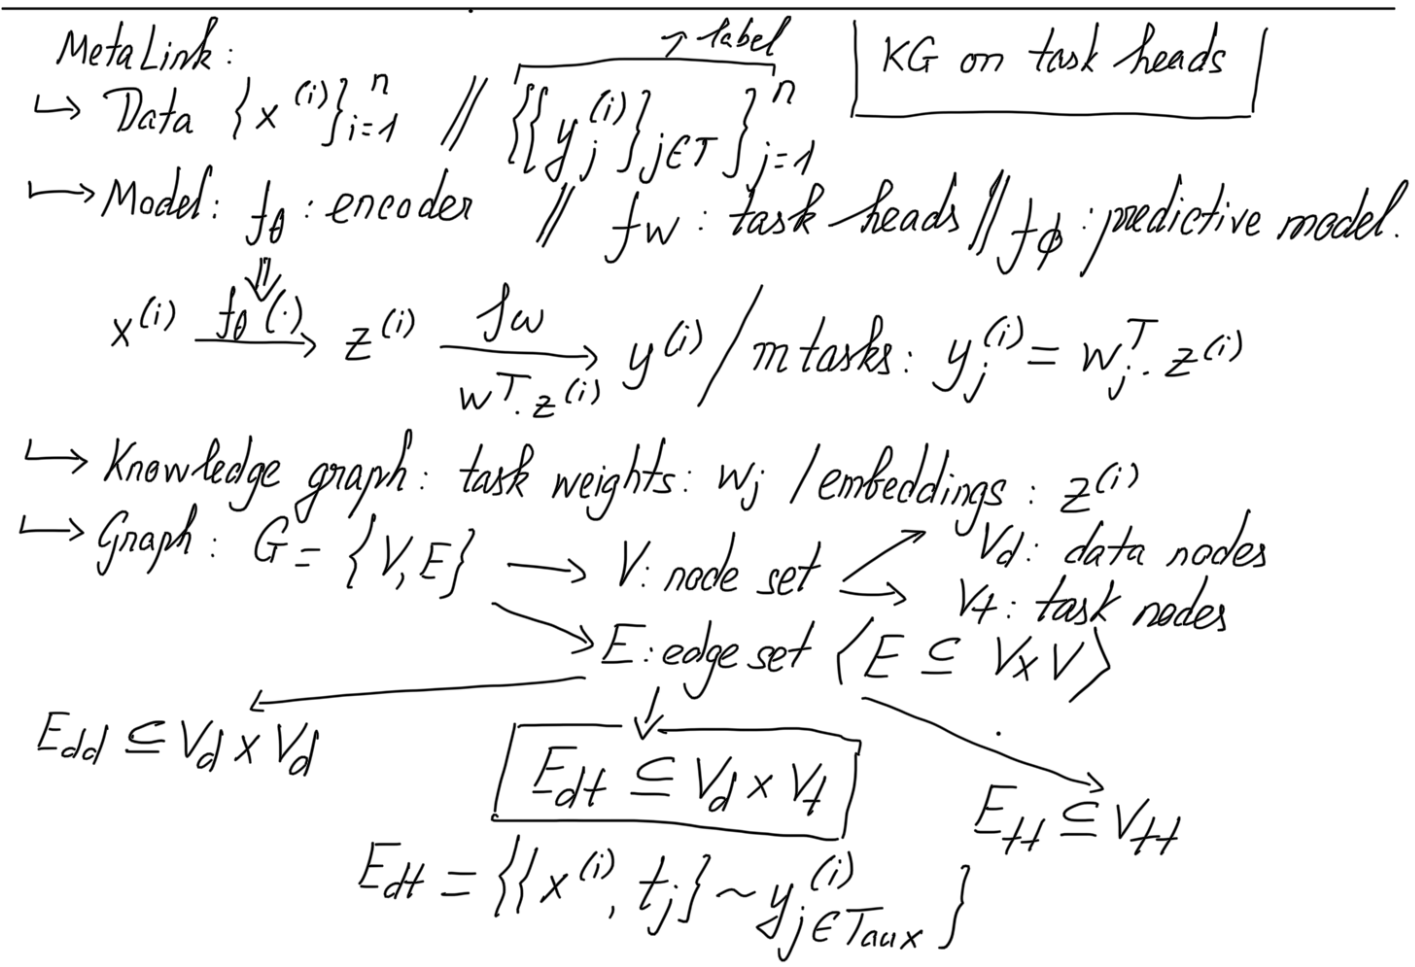 MetaLink:
→ label
KG on task heads
↳ Data {x^(i)}_{i=1}^n // {{y_j^(i)}_{j∈T}}_{j=1}^n
↳ Model: f_θ : encoder // f_w : task heads // f_ϕ : predictive model.
⇓
x^(i) —f_θ(·)→ z^(i) —f_w / w^T. z^(i)→ y^(i) / m tasks: y_j^(i) = w_j^T. z^(i)
↳ Knowledge graph: task weights: w_j / embeddings : z^(i)
↳ Graph: G = {V, E} → V: node set → V_d: data nodes
→ V_t: task nodes
→ E: edge set ⟨E ⊆ V x V⟩
E_dd ⊆ V_d x V_d
E_dt ⊆ V_d x V_t
E_tt ⊆ V_tt
E_dt = {{x^(i), t_j} ~ y^(i)_{j∈Taux}}